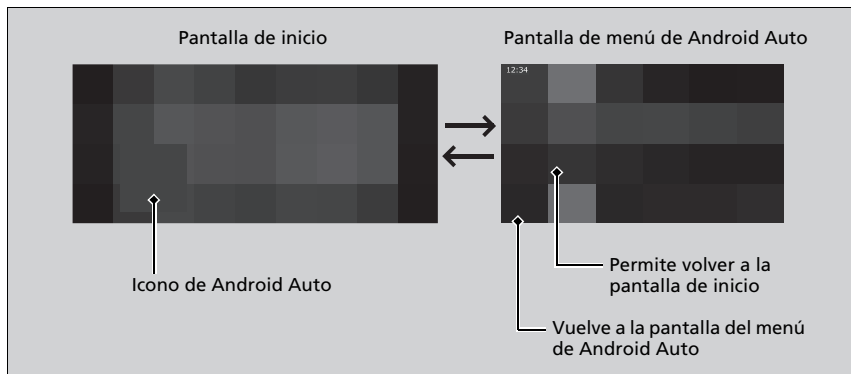 Pantalla de inicio
Pantalla de menú de Android Auto
12:34
Icono de Android Auto
Permite volver a la
pantalla de inicio
Vuelve a la pantalla del menú
de Android Auto